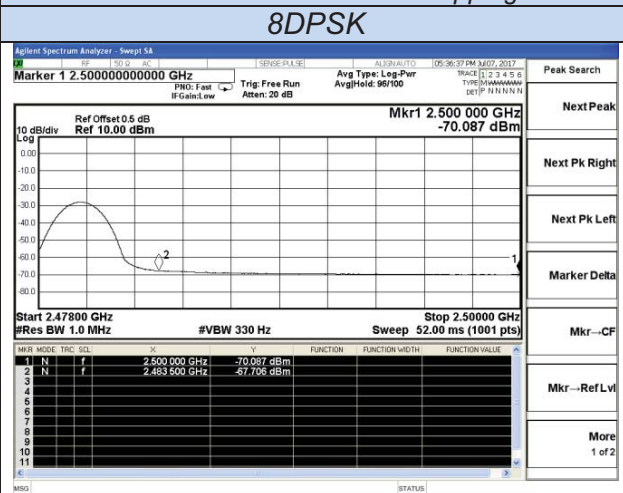 8DPSK
Agilent Spectrum Analyzer - Swept SA
RF 50 Ω AC SENSE:PULSE ALIGN AUTO 05:36:37 PM Jul 07, 2017
Marker 1 2.500000000000 GHz
PNO: Fast
IFGain:Low
Trig: Free Run
Atten: 20 dB
Avg Type: Log-Pwr
Avg|Hold: 96/100
TRACE 1 2 3 4 5 6
TYPE MWWWWW
DET P N N N N N
Mkr1 2.500 000 GHz
-70.087 dBm
Ref Offset 0.5 dB
10 dB/div Ref 10.00 dBm
Log
0.00
-10.0
-20.0
-30.0
-40.0
-50.0
-60.0
-70.0
-80.0
2
1
Start 2.47800 GHz Stop 2.50000 GHz
#Res BW 1.0 MHz #VBW 330 Hz Sweep 52.00 ms (1001 pts)
MKR MODE TRC SCL X Y FUNCTION FUNCTION WIDTH FUNCTION VALUE
1 N f 2.500 000 GHz -70.087 dBm
2 N f 2.483 500 GHz -67.706 dBm
3
4
5
6
7
8
9
10
11
MSG STATUS
Peak Search
Next Peak
Next Pk Right
Next Pk Left
Marker Delta
Mkr→CF
Mkr→Ref Lvl
More
1 of 2